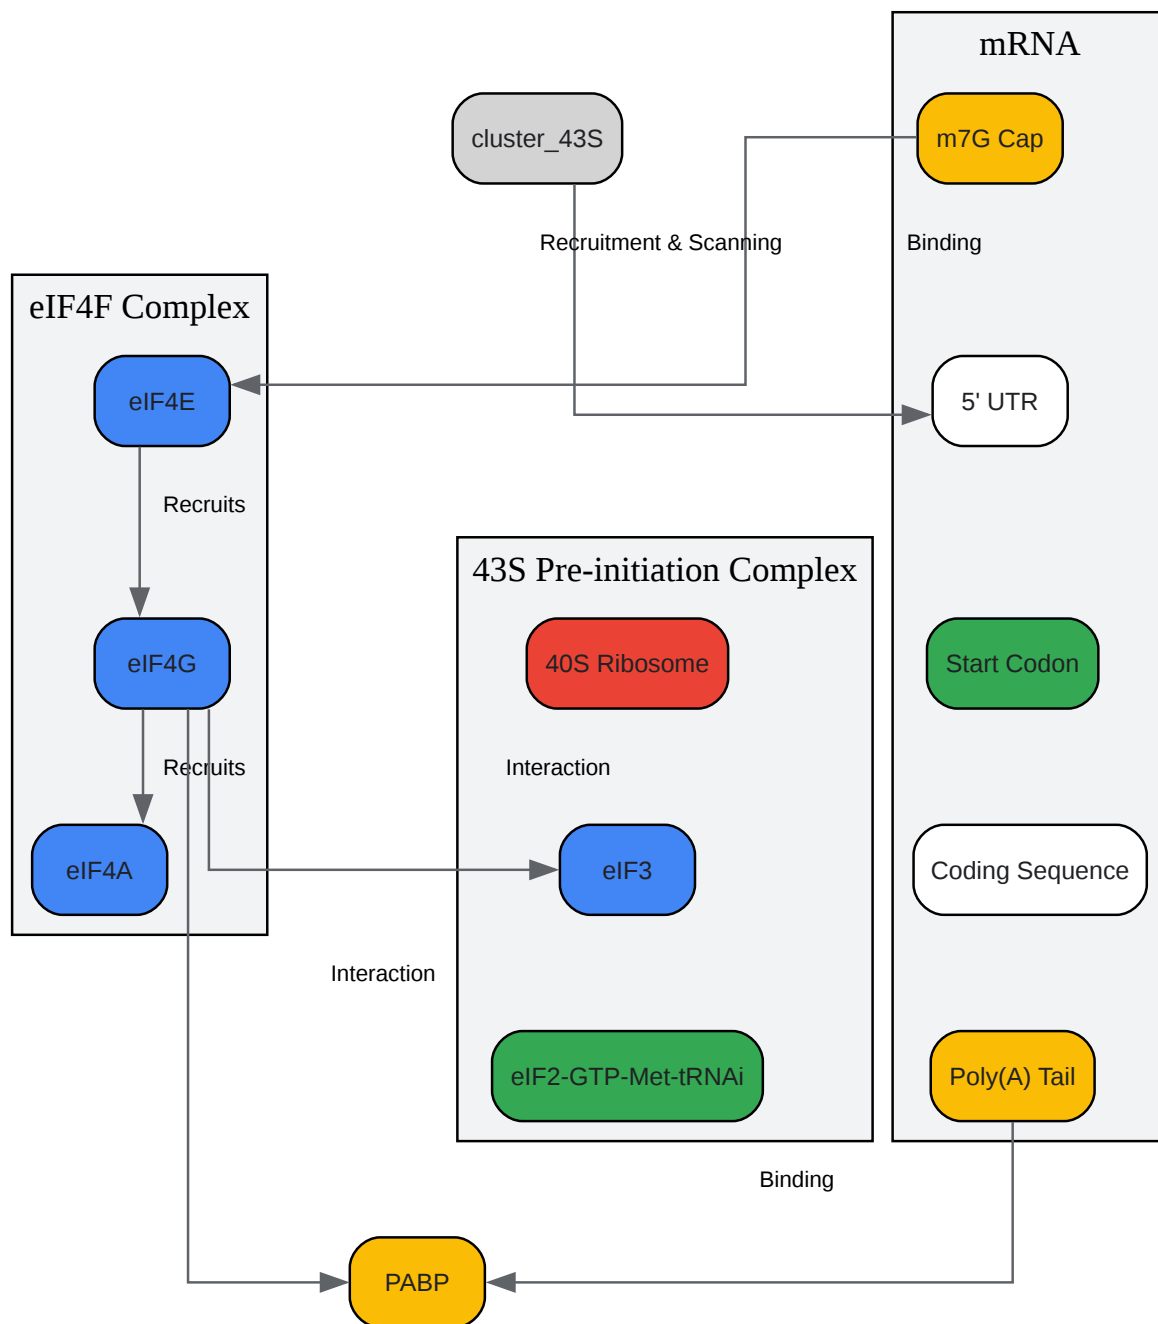 mRNA
cluster_43S
m7G Cap
Recruitment & Scanning
Binding
eIF4F Complex
eIF4E
5' UTR
Recruits
43S Pre-initiation Complex
eIF4G
40S Ribosome
Start Codon
Recruits
Interaction
eIF4A
eIF3
Coding Sequence
Interaction
eIF2-GTP-Met-tRNAi
Poly(A) Tail
Binding
PABP